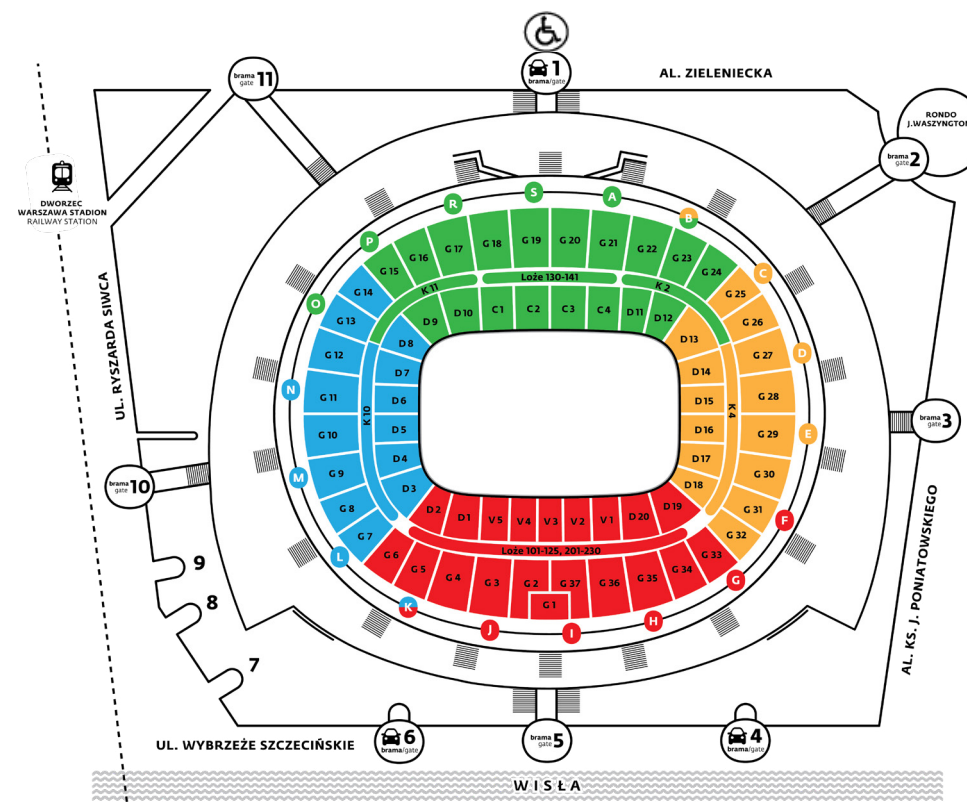 brama
gate 11
1
brama/gate
AL. ZIELENIECKA
RONDO
J.WASZYNGTON
brama
gate 2
DWORZEC
WARSZAWA STADION
RAILWAY STATION
UL. RYSZARDA SIWCA
P
R
S
A
B
C
O
D
N
E
M
F
L
G
K
J
I
H
G 14
G 15
G 16
G 17
G 18
G 19
G 20
G 21
G 22
G 23
G 24
G 25
G 13
G 26
G 12
G 27
G 11
G 28
G 10
G 29
G 9
G 30
G 8
G 31
G 7
G 32
G 6
G 5
G 4
G 3
G 2
G 37
G 36
G 35
G 34
G 33
G 1
K 11
Loże 130-141
K 2
K 10
K 4
Loże 101-125, 201-230
D 9
D 10
C 1
C 2
C 3
C 4
D 11
D 12
D 8
D 13
D 7
D 14
D 6
D 15
D 5
D 16
D 4
D 17
D 3
D 18
D 2
D 1
V 5
V 4
V 3
V 2
V 1
D 20
D 19
brama
gate 3
brama
gate 10
9
8
7
AL. KS. J. PONIATOWSKIEGO
UL. WYBRZEŻE SZCZECIŃSKIE
6
brama/gate
brama
gate 5
4
brama/gate
WISŁA